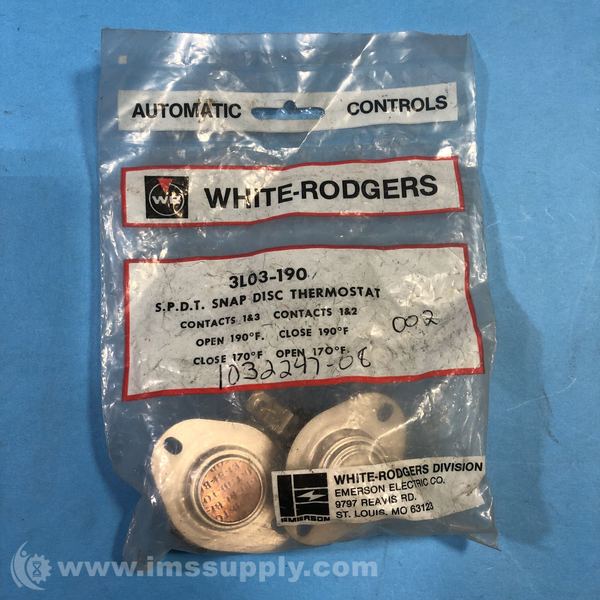 AUTOMATIC CONTROLS
WR WHITE-RODGERS
3L03-190
S.P.D.T. SNAP DISC THERMOSTAT
CONTACTS 1&3 CONTACTS 1&2
OPEN 190°F. CLOSE 190°F
CLOSE 170°F OPEN 170°F.
002
1032247-08
WHITE-RODGERS DIVISION
EMERSON ELECTRIC CO.
9797 REAVIS RD.
ST. LOUIS, MO 63123
EMERSON
www.imssupply.com